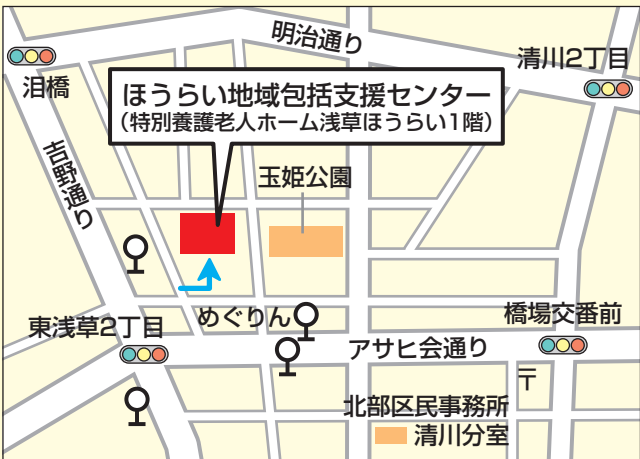 明治通り
清川2丁目
泪橋
ほうらい地域包括支援センター
(特別養護老人ホーム浅草ほうらい1階)
吉野通り
玉姫公園
めぐりん
東浅草2丁目
橋場交番前
アサヒ会通り
〒
北部区民事務所
清川分室